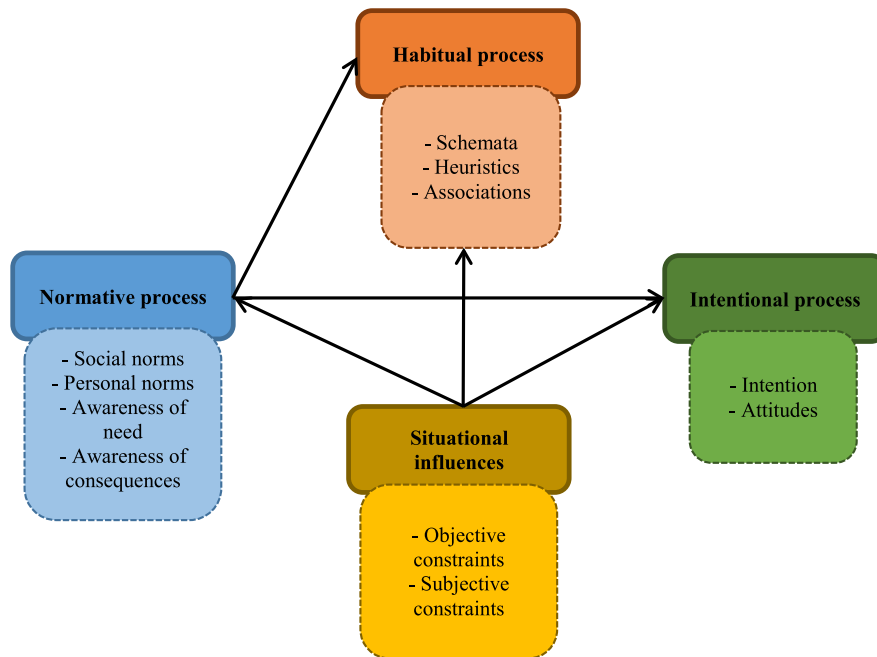 Habitual process
- Schemata
- Heuristics
- Associations
Normative process
- Social norms
- Personal norms
- Awareness of
need
- Awareness of
consequences
Intentional process
- Intention
- Attitudes
Situational
influences
- Objective
constraints
- Subjective
constraints